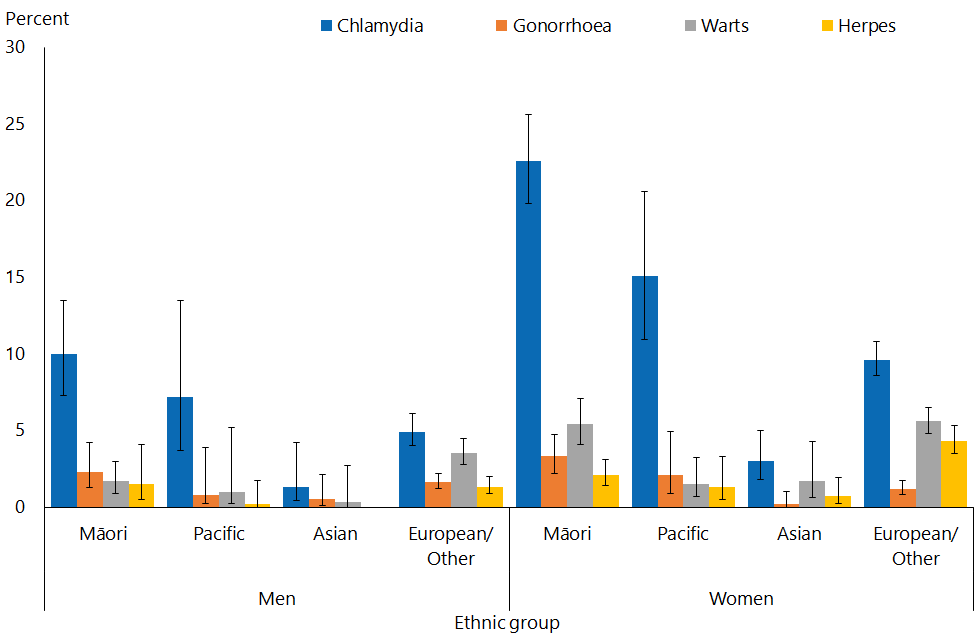 Percent
Chlamydia Gonorrhoea Warts Herpes
30
25
20
15
10
5
0
Māori Pacific Asian European/ Māori Pacific Asian European/
Other Other
Men Women
Ethnic group